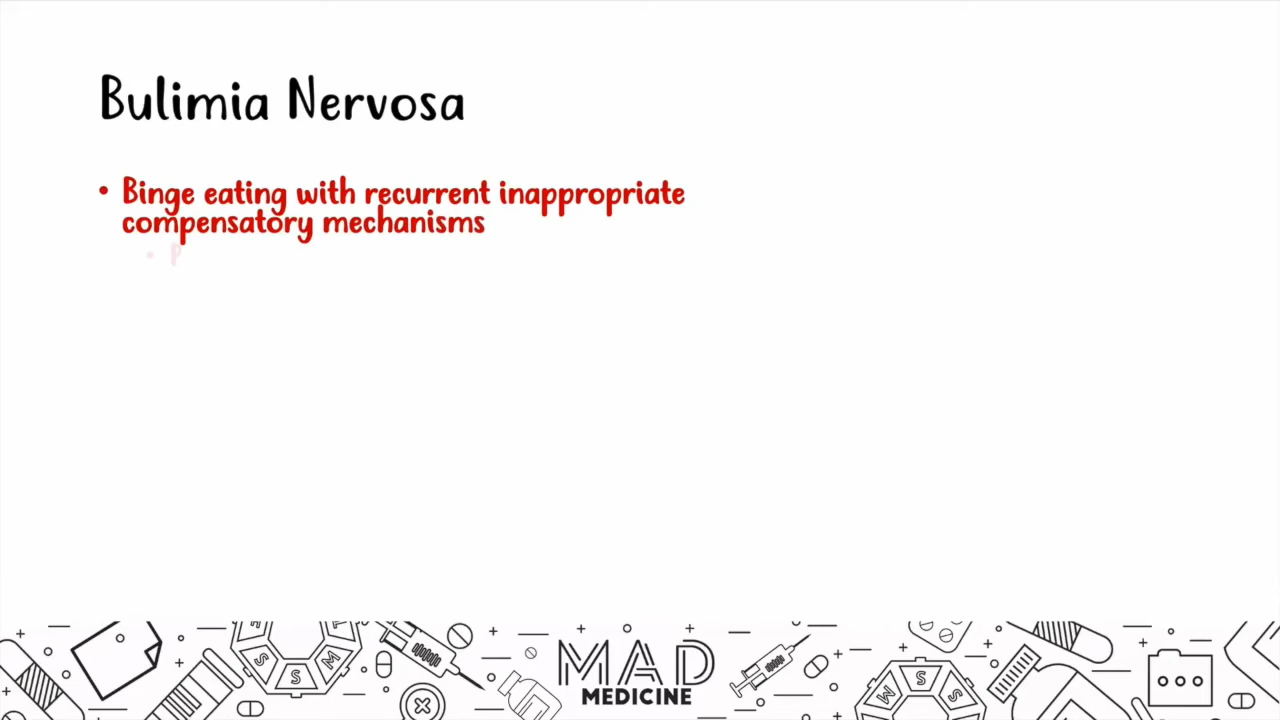 Bulimia Nervosa
• Binge eating with recurrent inappropriate
compensatory mechanisms
• P
S
M
S
MAD
MEDICINE
M
S
S